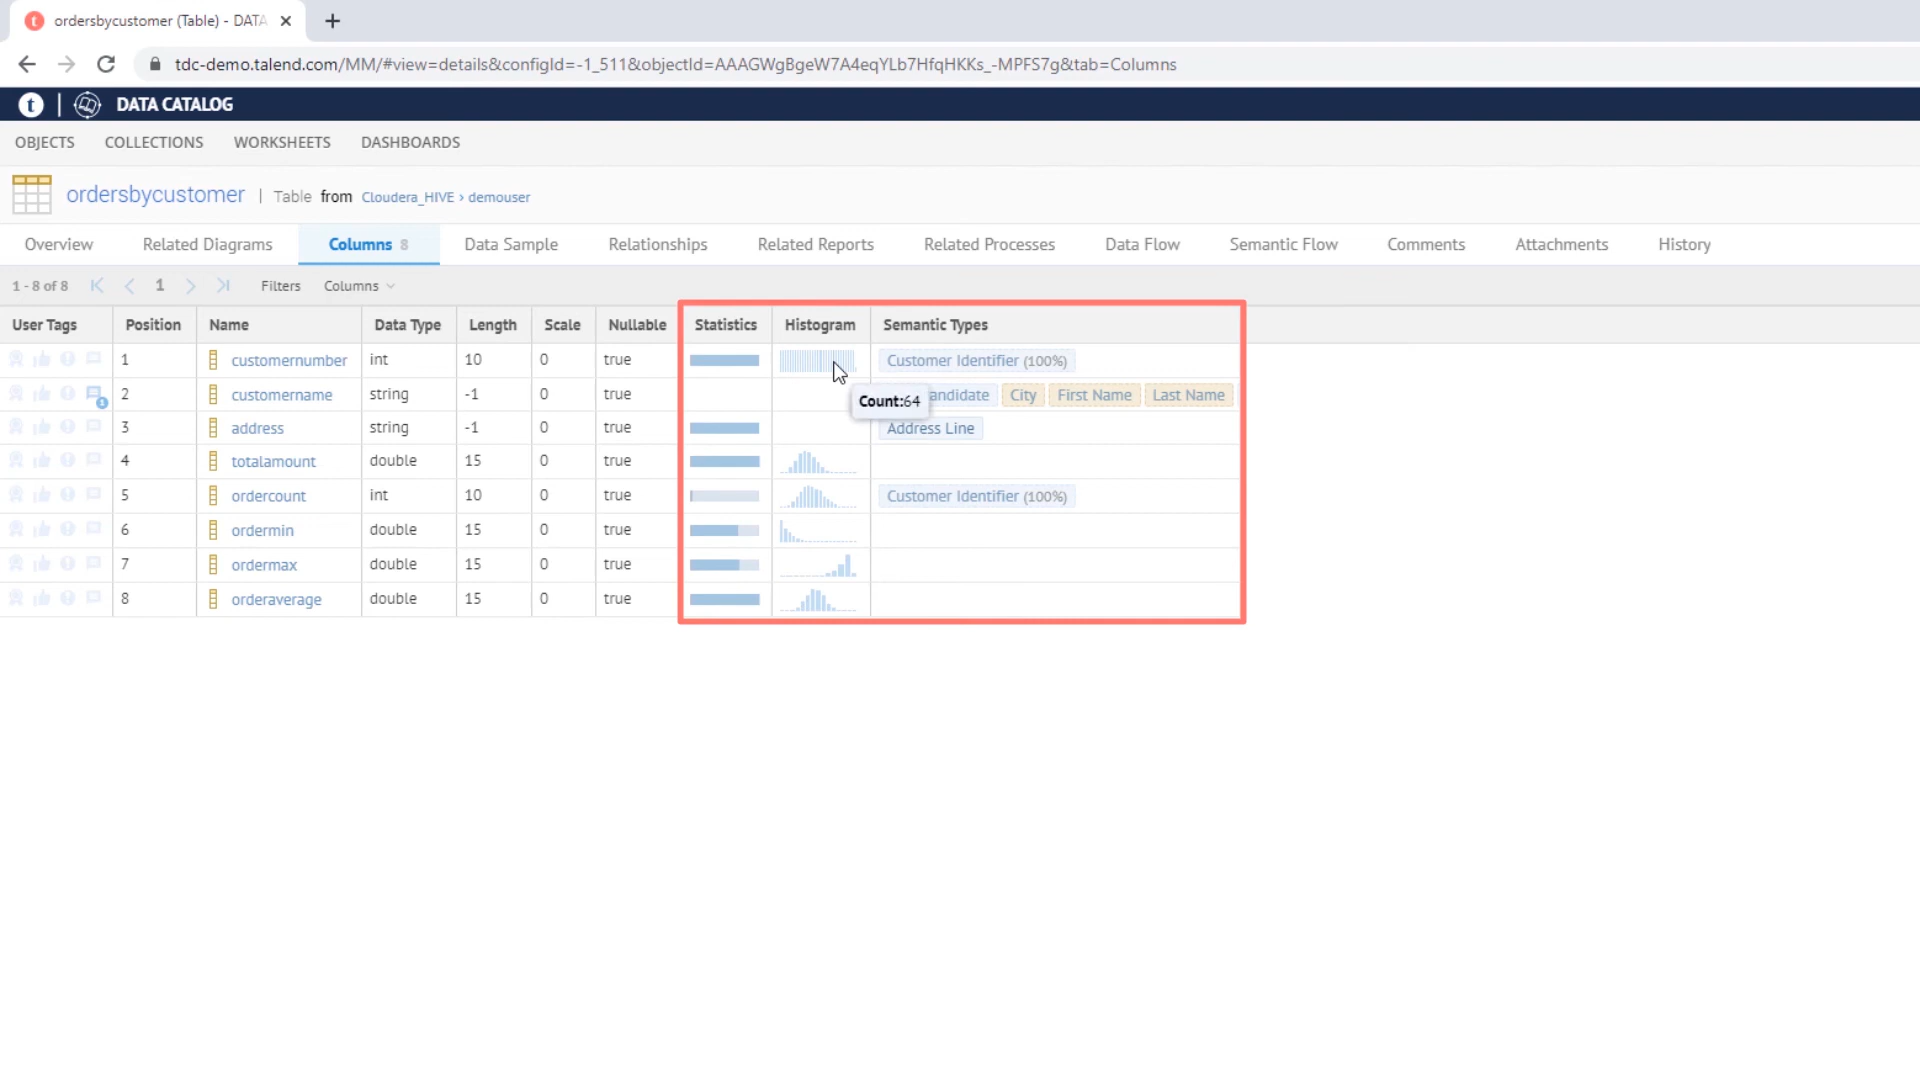 ordersbycustomer (Table) - DATA
tdc-demo.talend.com/MM/#view=details&configId=-1_511&objectId=AAAGWgBgeW7A4eqYLb7HfqHKKs_-MPFS7g&tab=Columns
t | DATA CATALOG
OBJECTS COLLECTIONS WORKSHEETS DASHBOARDS
ordersbycustomer | Table from Cloudera_HIVE › demouser
Overview Related Diagrams Columns 8 Data Sample Relationships Related Reports Related Processes Data Flow Semantic Flow Comments Attachments History
1 - 8 of 8 1 Filters Columns
User Tags Position Name Data Type Length Scale Nullable Statistics Histogram Semantic Types
1 customernumber int 10 0 true Customer Identifier (100%)
2 customername string -1 0 true andidate City First Name Last Name
Count:64
3 address string -1 0 true Address Line
4 totalamount double 15 0 true
5 ordercount int 10 0 true Customer Identifier (100%)
6 ordermin double 15 0 true
7 ordermax double 15 0 true
8 orderaverage double 15 0 true